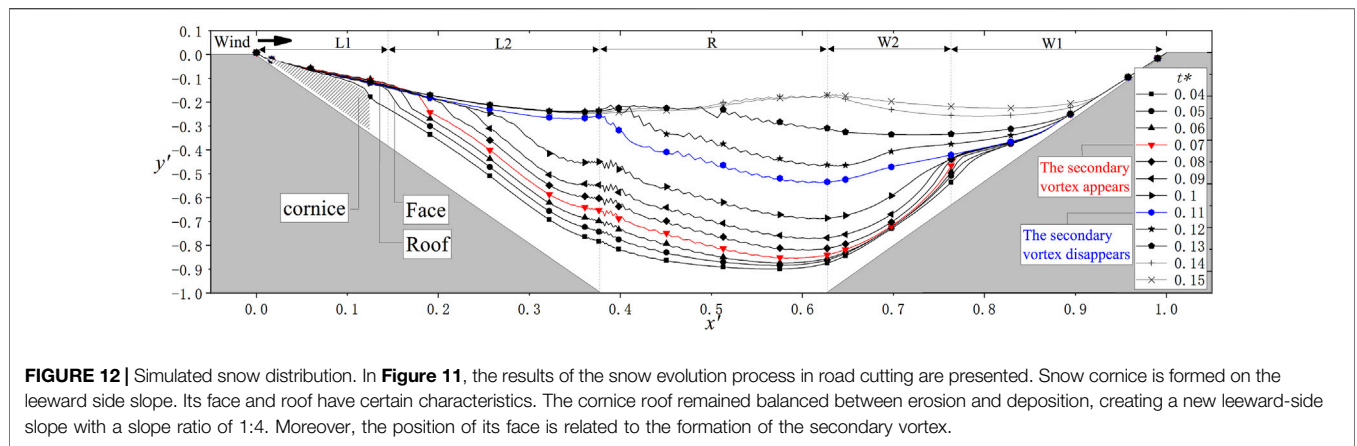 0.1
0.0
-0.1
-0.2
-0.3
-0.4
-0.5
-0.6
-0.7
-0.8
-0.9
-1.0
y'
Wind
L1 L2 R W2 W1
cornice
Face
Roof
The secondary
vortex appears
The secondary
vortex disappears
t*
0.04
0.05
0.06
0.07
0.08
0.09
0.1
0.11
0.12
0.13
0.14
0.15
0.0 0.1 0.2 0.3 0.4 0.5 0.6 0.7 0.8 0.9 1.0
x'
FIGURE 12 | Simulated snow distribution. In Figure 11, the results of the snow evolution process in road cutting are presented. Snow cornice is formed on the
leeward side slope. Its face and roof have certain characteristics. The cornice roof remained balanced between erosion and deposition, creating a new leeward-side
slope with a slope ratio of 1:4. Moreover, the position of its face is related to the formation of the secondary vortex.